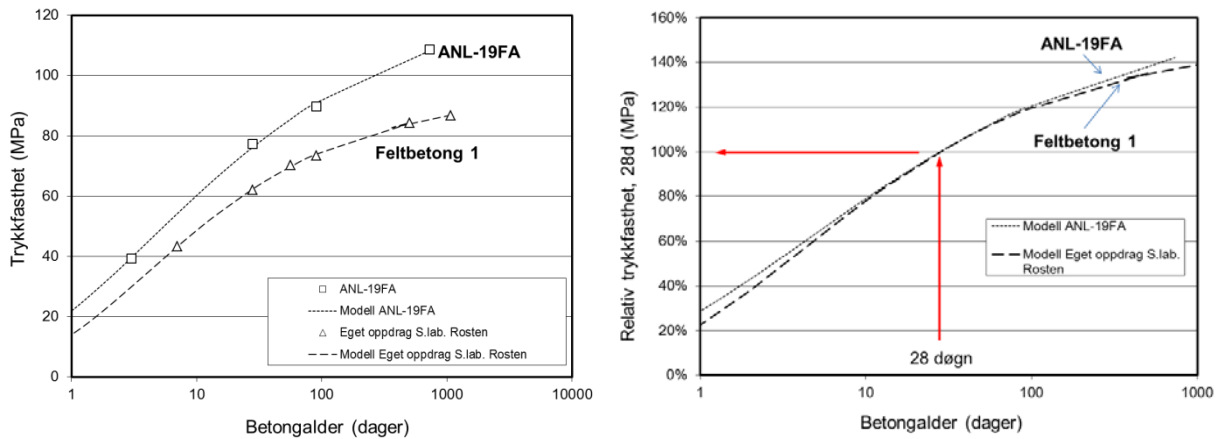 120
100
80
60
40
20
0
Trykkfasthet (MPa)
ANL-19FA
Feltbetong 1
ANL-19FA
Modell ANL-19FA
Eget oppdrag S.lab. Rosten
Modell Eget oppdrag S.lab. Rosten
1
10
100
1000
10000
Betongalder (dager)
160%
140%
120%
100%
80%
60%
40%
20%
0%
Relativ trykkfasthet, 28d (MPa)
ANL-19FA
Feltbetong 1
Modell ANL-19FA
Modell Eget oppdrag S.lab.
Rosten
28 døgn
1
10
100
1000
Betongalder (dager)